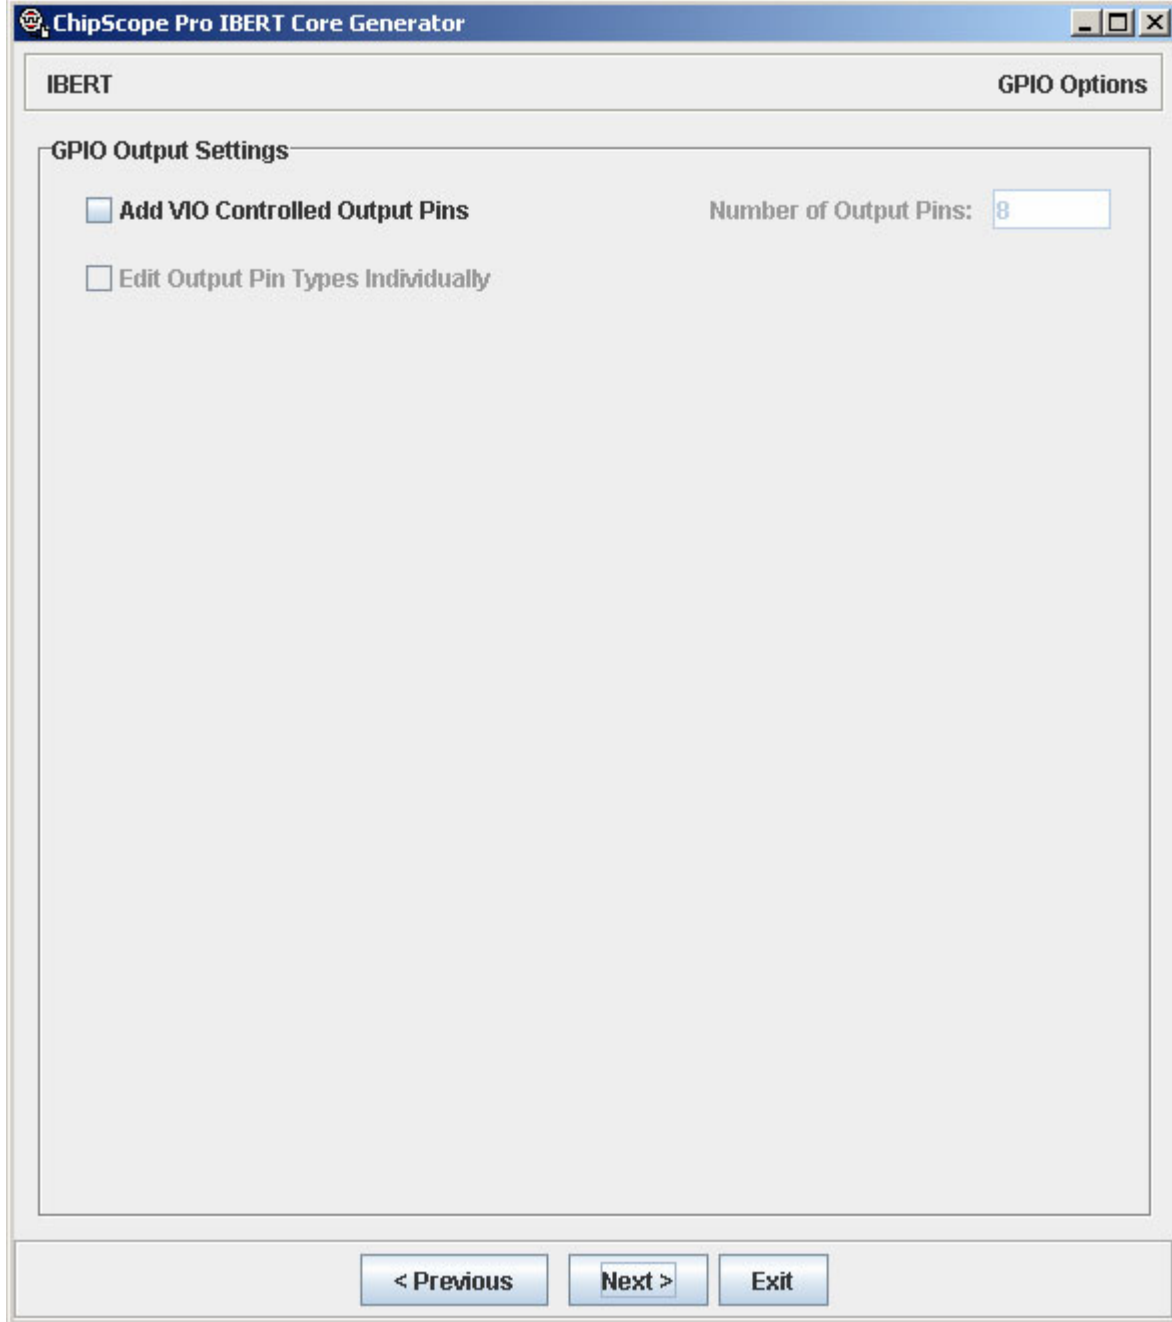 ChipScope Pro IBERT Core Generator
IBERT GPIO Options
GPIO Output Settings
Add VIO Controlled Output Pins Number of Output Pins: 8
Edit Output Pin Types Individually
< Previous Next > Exit